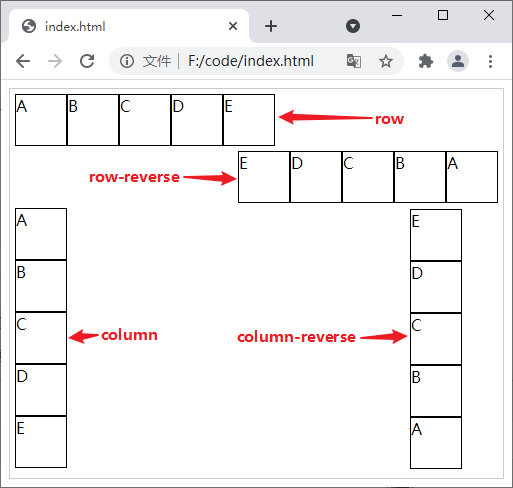 index.html
文件 F:/code/index.html
A B C D E
row
row-reverse
E D C B A
A
B
C
D
E
column
column-reverse
E
D
C
B
A